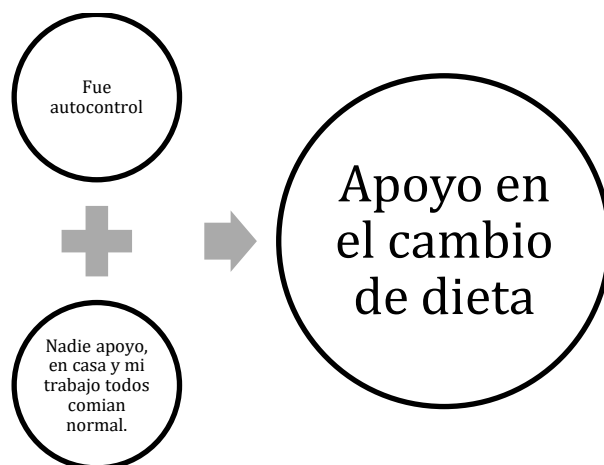 Fue
autocontrol
Nadie apoyo,
en casa y mi
trabajo todos
comian
normal.
Apoyo en
el cambio
de dieta